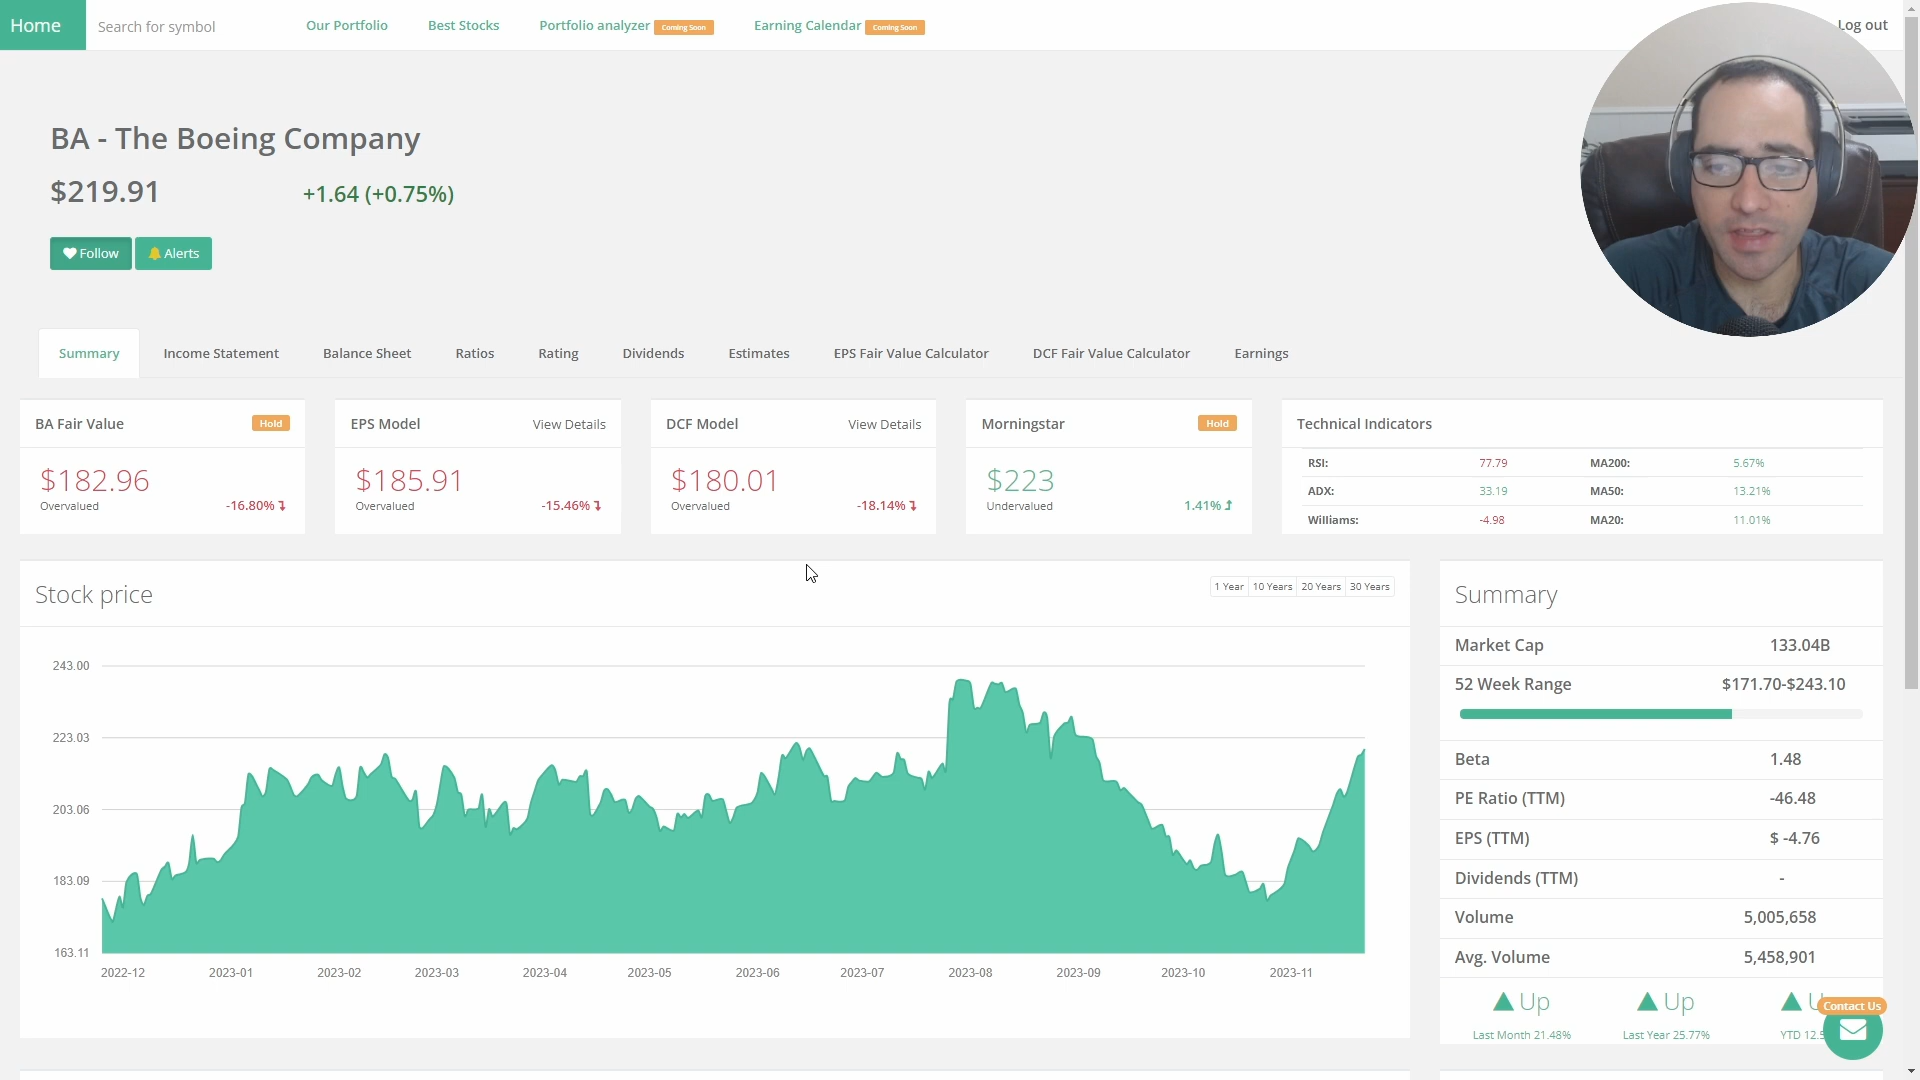 Home
Search for symbol
Our Portfolio
Best Stocks
Portfolio analyzer Coming Soon
Earning Calendar Coming Soon
Log out
BA - The Boeing Company
$219.91
+1.64 (+0.75%)
Follow
Alerts
Summary
Income Statement
Balance Sheet
Ratios
Rating
Dividends
Estimates
EPS Fair Value Calculator
DCF Fair Value Calculator
Earnings
BA Fair Value
Hold
$182.96
Overvalued
-16.80%
EPS Model
View Details
$185.91
Overvalued
-15.46%
DCF Model
View Details
$180.01
Overvalued
-18.14%
Morningstar
Hold
$223
Undervalued
1.41%
Technical Indicators
RSI: 77.79 MA200: 5.67%
ADX: 33.19 MA50: 13.21%
Williams: -4.98 MA20: 11.01%
Stock price
1 Year 10 Years 20 Years 30 Years
243.00
223.03
203.06
183.09
163.11
2022-12 2023-01 2023-02 2023-03 2023-04 2023-05 2023-06 2023-07 2023-08 2023-09 2023-10 2023-11
Summary
Market Cap 133.04B
52 Week Range $171.70-$243.10
Beta 1.48
PE Ratio (TTM) -46.48
EPS (TTM) $ -4.76
Dividends (TTM) -
Volume 5,005,658
Avg. Volume 5,458,901
Up Up
Last Month 21.48% Last Year 25.77% YTD
Contact Us